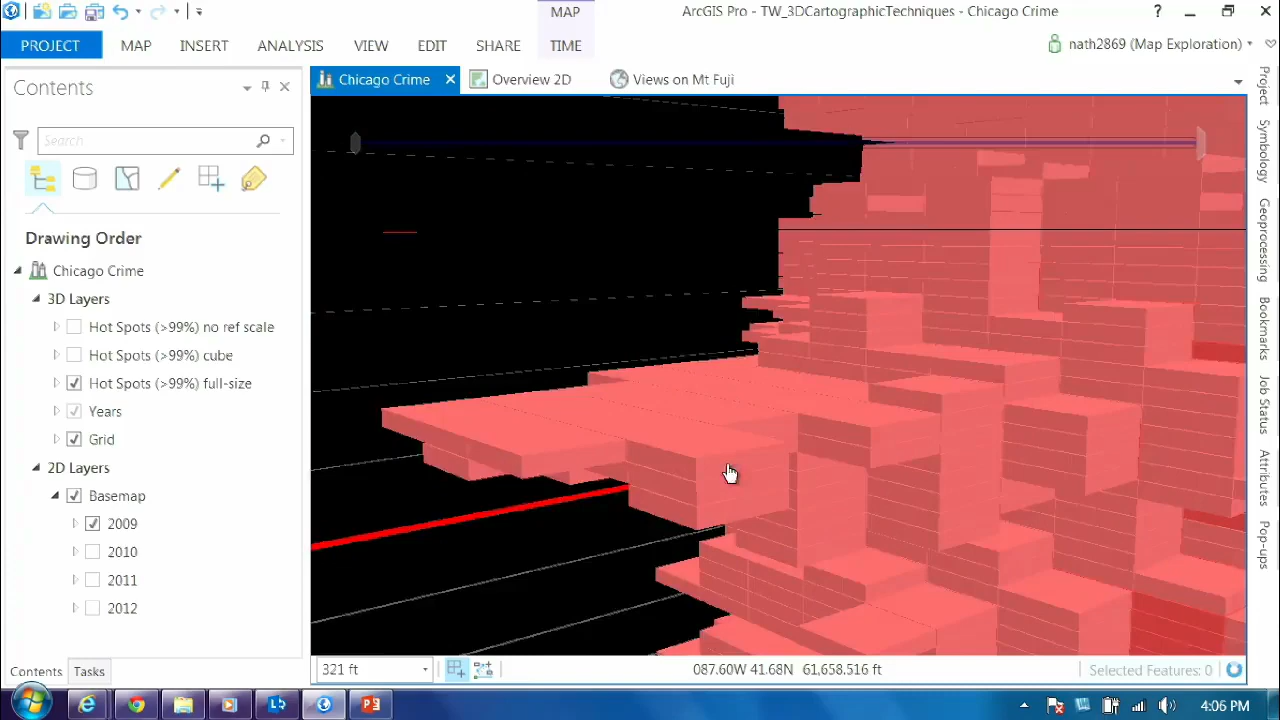 MAP
ArcGIS Pro - TW_3DCartographicTechniques - Chicago Crime
?
PROJECT
MAP
INSERT
ANALYSIS
VIEW
EDIT
SHARE
TIME
nath2869 (Map Exploration)
Contents
Chicago Crime
Overview 2D
Views on Mt Fuji
Search
Drawing Order
Chicago Crime
3D Layers
Hot Spots (>99%) no ref scale
Hot Spots (>99%) cube
Hot Spots (>99%) full-size
Years
Grid
2D Layers
Basemap
2009
2010
2011
2012
Project
Symbology
Geoprocessing
Bookmarks
Job Status
Attributes
Pop-ups
Contents
Tasks
321 ft
087.60W 41.68N
61,658.516 ft
Selected Features: 0
4:06 PM